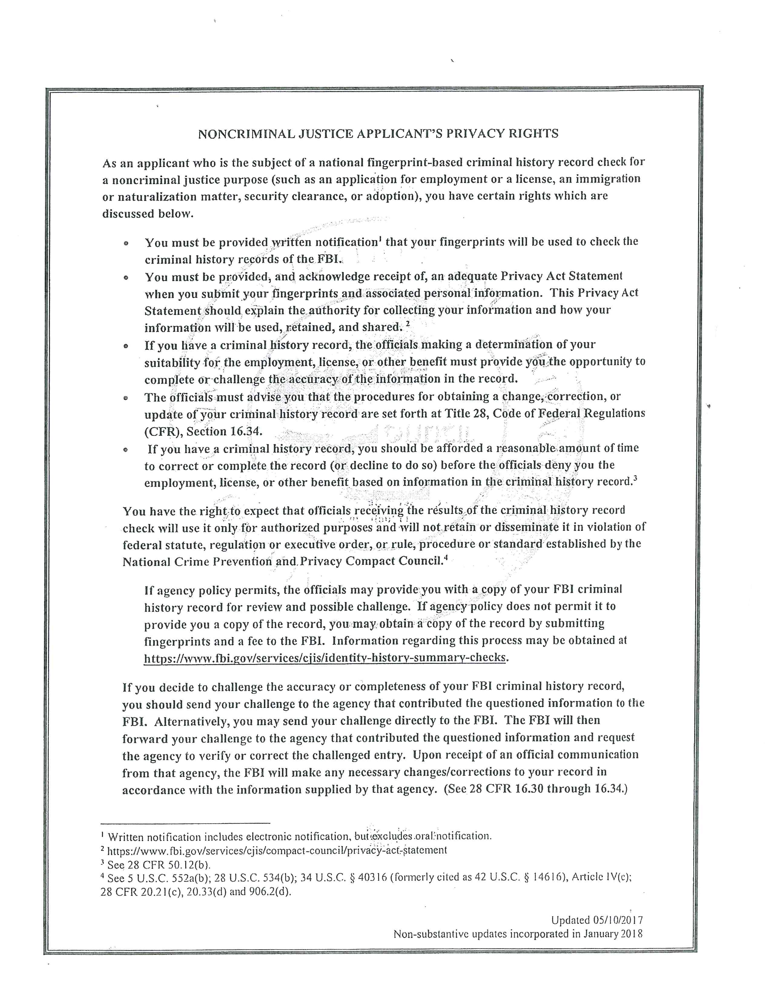 NONCRIMINAL JUSTICE APPLICANT'S PRIVACY RIGHTS
As an applicant who is the subject of a national fingerprint-based criminal history record check for
a noncriminal justice purpose (such as an application for employment or a license, an immigration
or naturalization matter, security clearance, or adoption), you have certain rights which are
discussed below.
• You must be provided written notification¹ that your fingerprints will be used to check the
criminal history records of the FBI.
• You must be provided, and acknowledge receipt of, an adequate Privacy Act Statement
when you submit your fingerprints and associated personal information. This Privacy Act
Statement should explain the authority for collecting your information and how your
information will be used, retained, and shared. ²
• If you have a criminal history record, the officials making a determination of your
suitability for the employment, license, or other benefit must provide you the opportunity to
complete or challenge the accuracy of the information in the record.
• The officials must advise you that the procedures for obtaining a change, correction, or
update of your criminal history record are set forth at Title 28, Code of Federal Regulations
(CFR), Section 16.34.
• If you have a criminal history record, you should be afforded a reasonable amount of time
to correct or complete the record (or decline to do so) before the officials deny you the
employment, license, or other benefit based on information in the criminal history record.³
You have the right to expect that officials receiving the results of the criminal history record
check will use it only for authorized purposes and will not retain or disseminate it in violation of
federal statute, regulation or executive order, or rule, procedure or standard established by the
National Crime Prevention and Privacy Compact Council.⁴
If agency policy permits, the officials may provide you with a copy of your FBI criminal
history record for review and possible challenge. If agency policy does not permit it to
provide you a copy of the record, you may obtain a copy of the record by submitting
fingerprints and a fee to the FBI. Information regarding this process may be obtained at
https://www.fbi.gov/services/cjis/identity-history-summary-checks.
If you decide to challenge the accuracy or completeness of your FBI criminal history record,
you should send your challenge to the agency that contributed the questioned information to the
FBI. Alternatively, you may send your challenge directly to the FBI. The FBI will then
forward your challenge to the agency that contributed the questioned information and request
the agency to verify or correct the challenged entry. Upon receipt of an official communication
from that agency, the FBI will make any necessary changes/corrections to your record in
accordance with the information supplied by that agency. (See 28 CFR 16.30 through 16.34.)
¹ Written notification includes electronic notification, but excludes oral notification.
² https://www.fbi.gov/services/cjis/compact-council/privacy-act-statement
³ See 28 CFR 50.12(b).
⁴ See 5 U.S.C. 552a(b); 28 U.S.C. 534(b); 34 U.S.C. § 40316 (formerly cited as 42 U.S.C. § 14616), Article IV(c);
28 CFR 20.21(c), 20.33(d) and 906.2(d).
Updated 05/10/2017
Non-substantive updates incorporated in January 2018